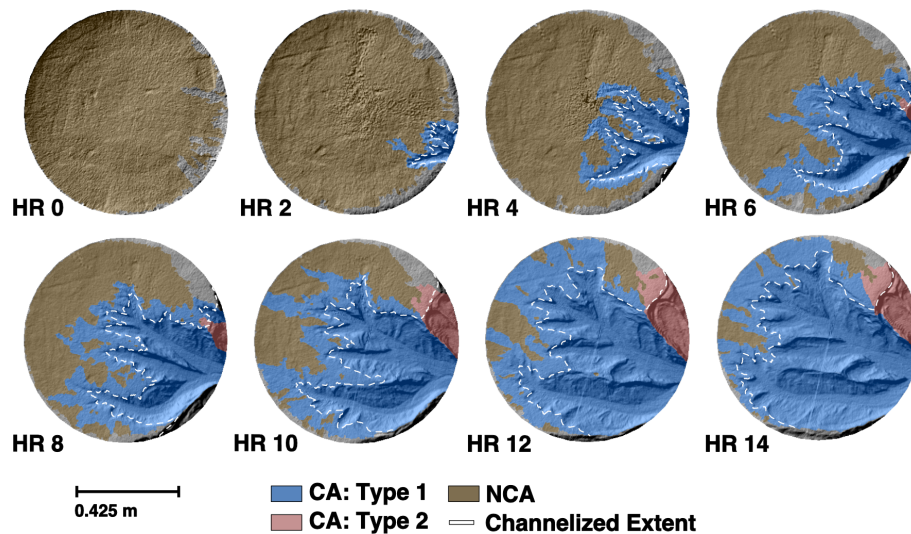 HR 0
HR 2
HR 4
HR 6
HR 8
HR 10
HR 12
HR 14
0.425 m
CA: Type 1
NCA
CA: Type 2
Channelized Extent